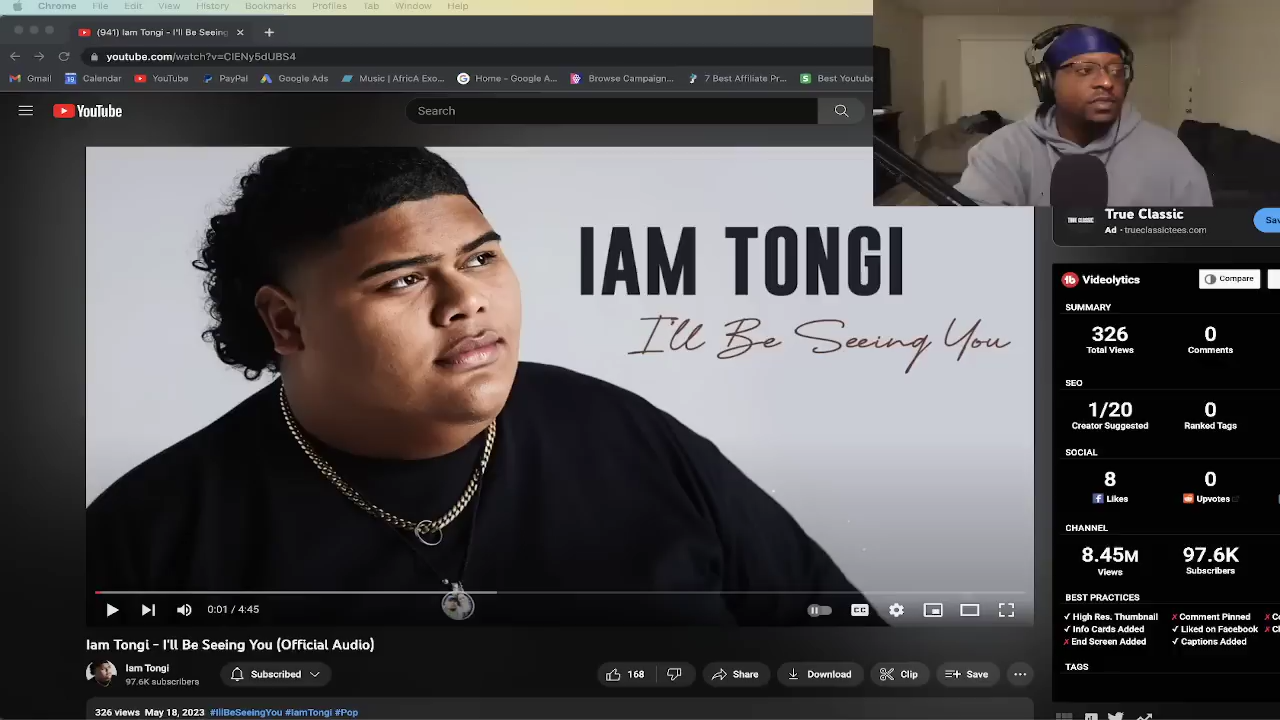 Chrome File Edit View History Bookmarks Profiles Tab Window Help
(941) Iam Tongi - I'll Be Seeing
youtube.com/watch?v=CIENy5dUBS4
Gmail Calendar YouTube PayPal Google Ads Music | AfricA Exo... Home - Google A... Browse Campaign... 7 Best Affiliate Pr... Best Youtube
YouTube Search
IAM TONGI
I'll Be Seeing You
TRUE CLASSIC
True Classic
Ad · trueclassictees.com
Videolytics Compare
SUMMARY
326 0
Total Views Comments
SEO
1/20 0
Creator Suggested Ranked Tags
SOCIAL
8 0
Likes Upvotes
CHANNEL
8.45M 97.6K
Views Subscribers
BEST PRACTICES
✓ High Res. Thumbnail ✗ Comment Pinned
✓ Info Cards Added ✓ Liked on Facebook
✗ End Screen Added ✓ Captions Added
TAGS
0:01 / 4:45 CC
Iam Tongi - I'll Be Seeing You (Official Audio)
Iam Tongi
97.6K subscribers
Subscribed 168 Share Download Clip Save
326 views May 18, 2023 #IllBeSeeingYou #IamTongi #Pop